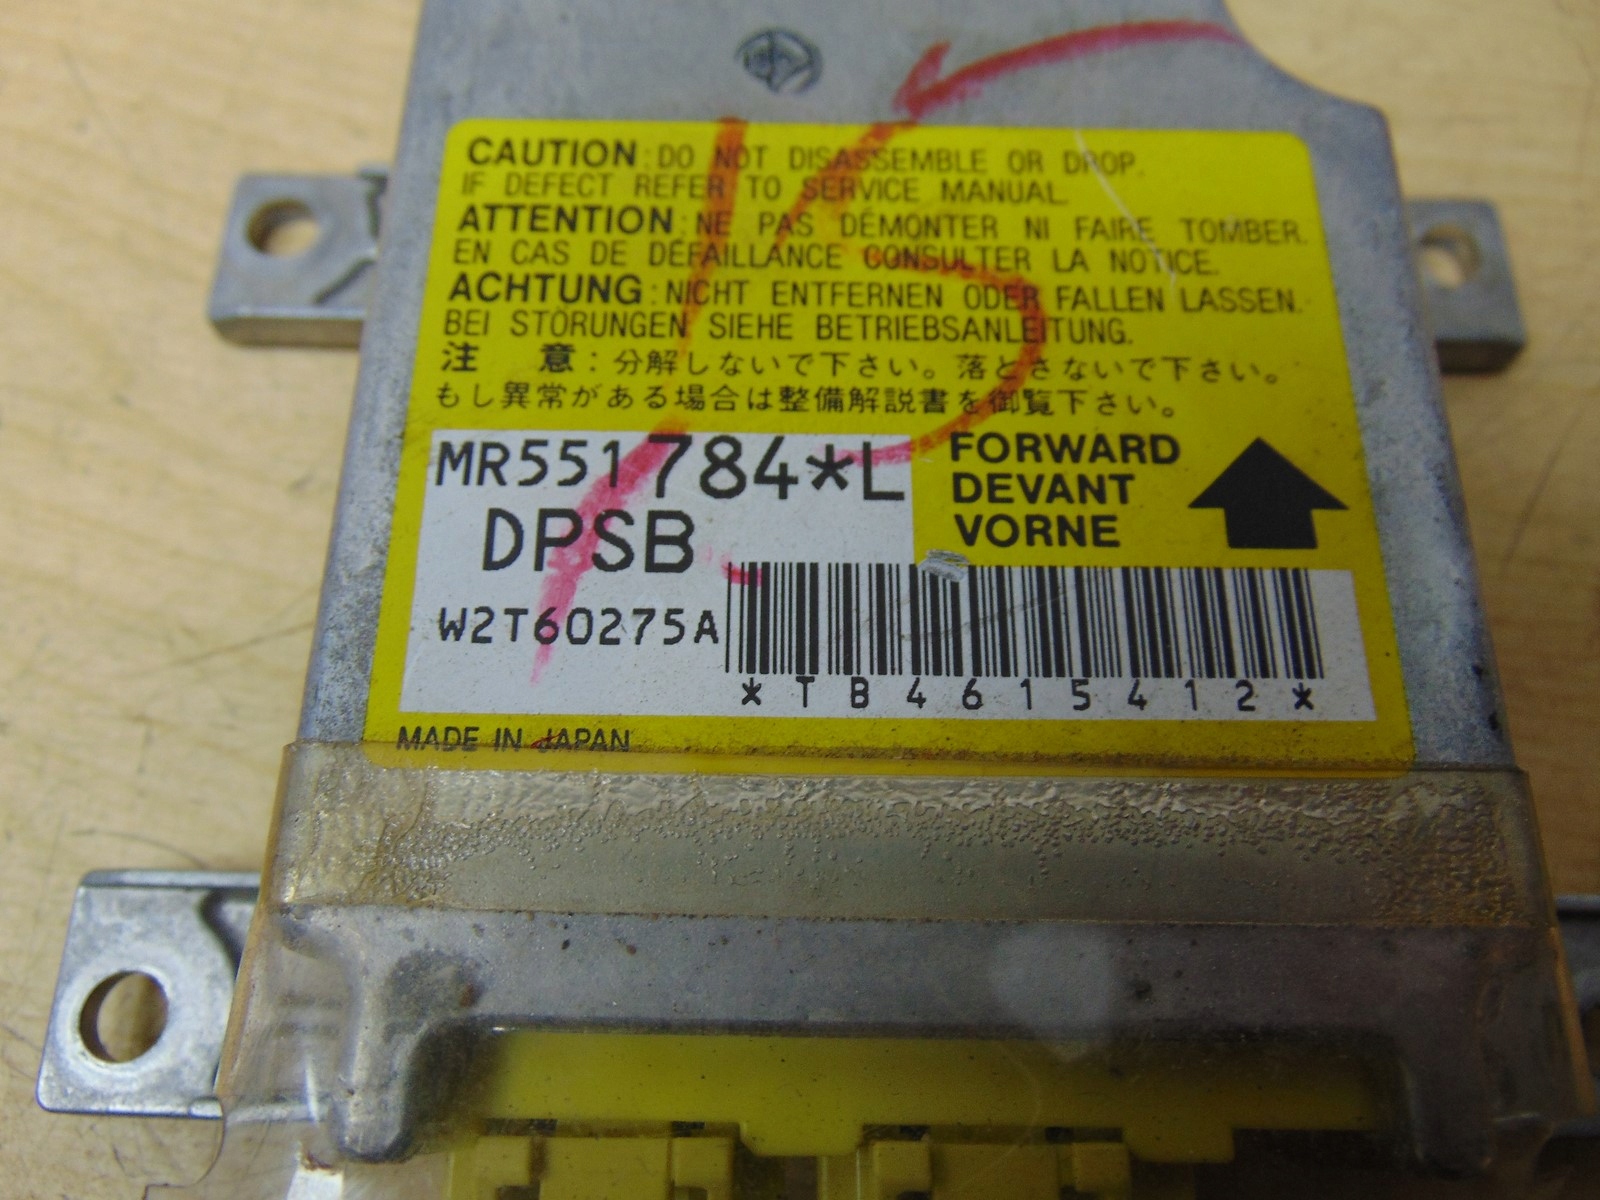 CAUTION : DO NOT DISASSEMBLE OR DROP.
IF DEFECT REFER TO SERVICE MANUAL.
ATTENTION : NE PAS DÉMONTER NI FAIRE TOMBER.
EN CAS DE DÉFAILLANCE CONSULTER LA NOTICE.
ACHTUNG : NICHT ENTFERNEN ODER FALLEN LASSEN.
BEI STÖRUNGEN SIEHE BETRIEBSANLEITUNG.
注 意 : 分解しないで下さい。落とさないで下さい。
もし異常がある場合は整備解説書を御覧下さい。
MR551784*L
DPSB
FORWARD
DEVANT
VORNE
W2T60275A
*TB4615412*
MADE IN JAPAN